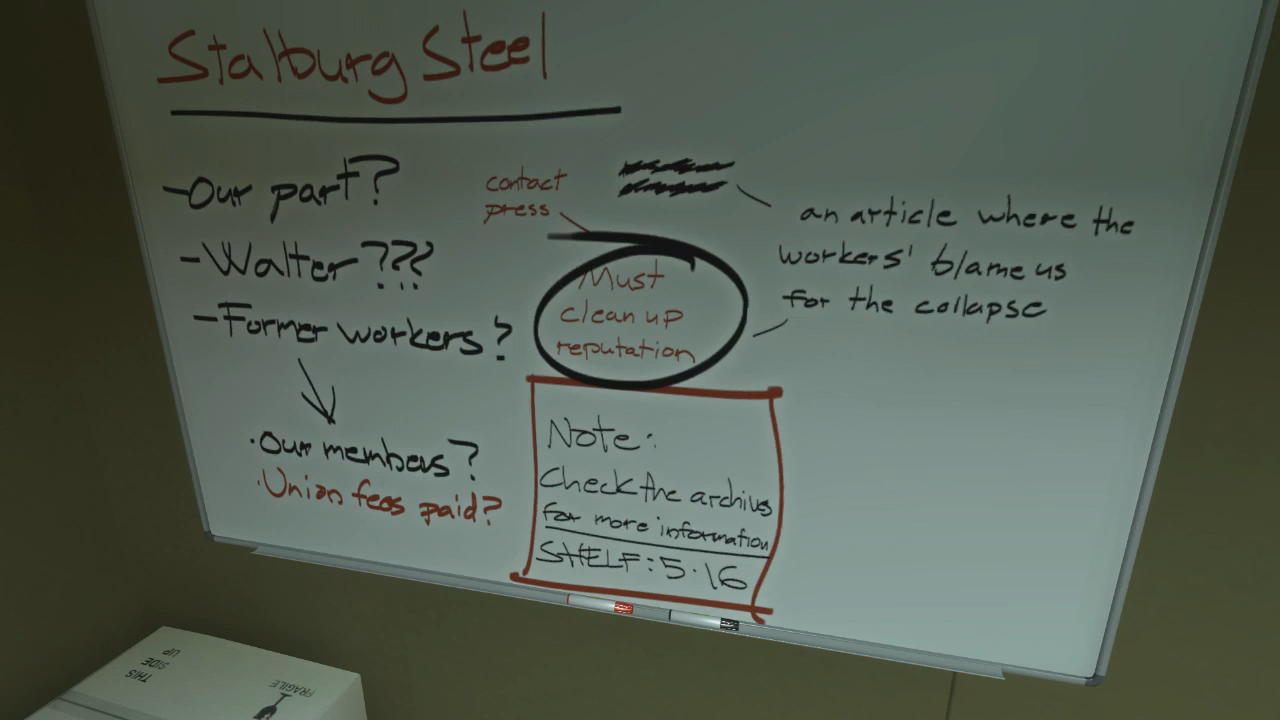 Stalburg Steel
-Our part?
-Walter???
-Former workers?
·Our members?
·Union fees paid?
contact
press
Must
clean up
reputation
an article where the
workers' blame us
for the collapse
Note:
Check the archives
for more information
SHELF: 5·16
THIS
SIDE
UP
FRAGILE